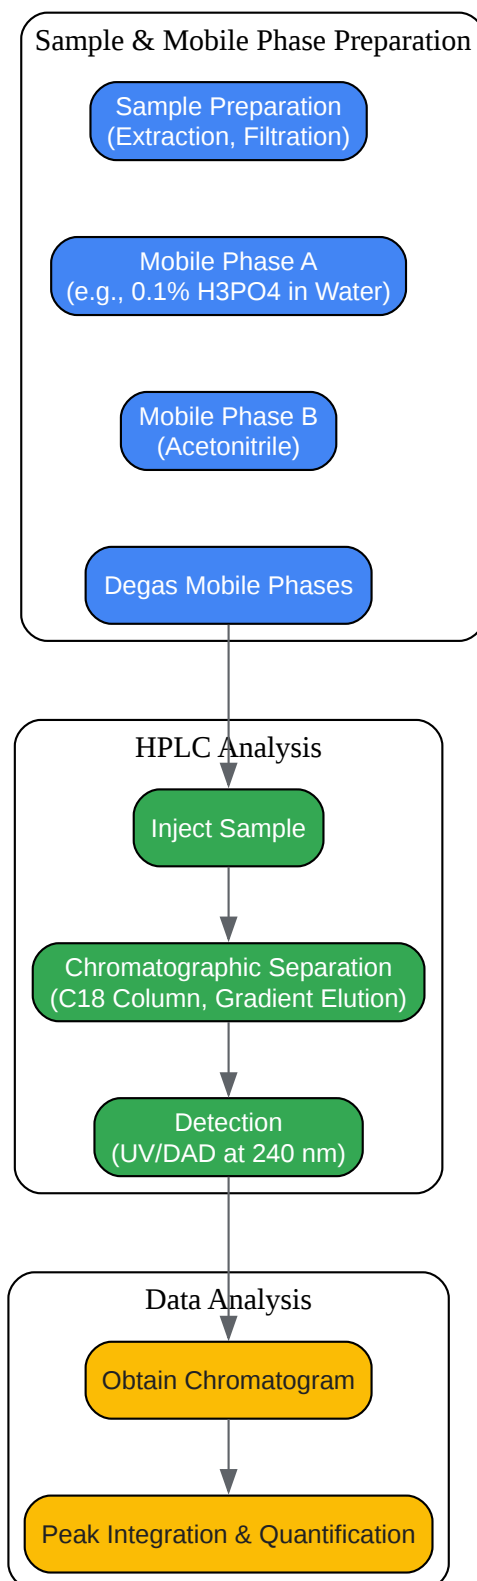 Sample & Mobile Phase Preparation
Sample Preparation
(Extraction, Filtration)
Mobile Phase A
(e.g., 0.1% H3PO4 in Water)
Mobile Phase B
(Acetonitrile)
Degas Mobile Phases
HPLC Analysis
Inject Sample
Chromatographic Separation
(C18 Column, Gradient Elution)
Detection
(UV/DAD at 240 nm)
Data Analysis
Obtain Chromatogram
Peak Integration & Quantification